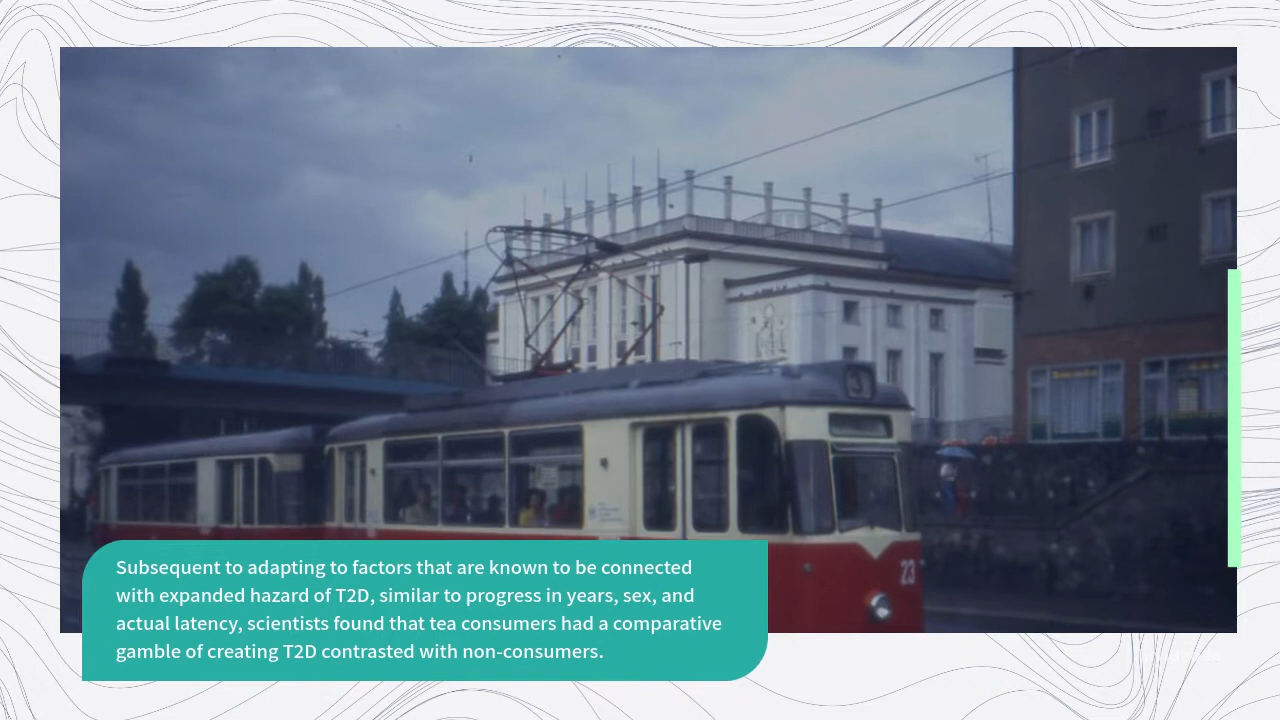 3
23
Subsequent to adapting to factors that are known to be connected
with expanded hazard of T2D, similar to progress in years, sex, and
actual latency, scientists found that tea consumers had a comparative
gamble of creating T2D contrasted with non-consumers.